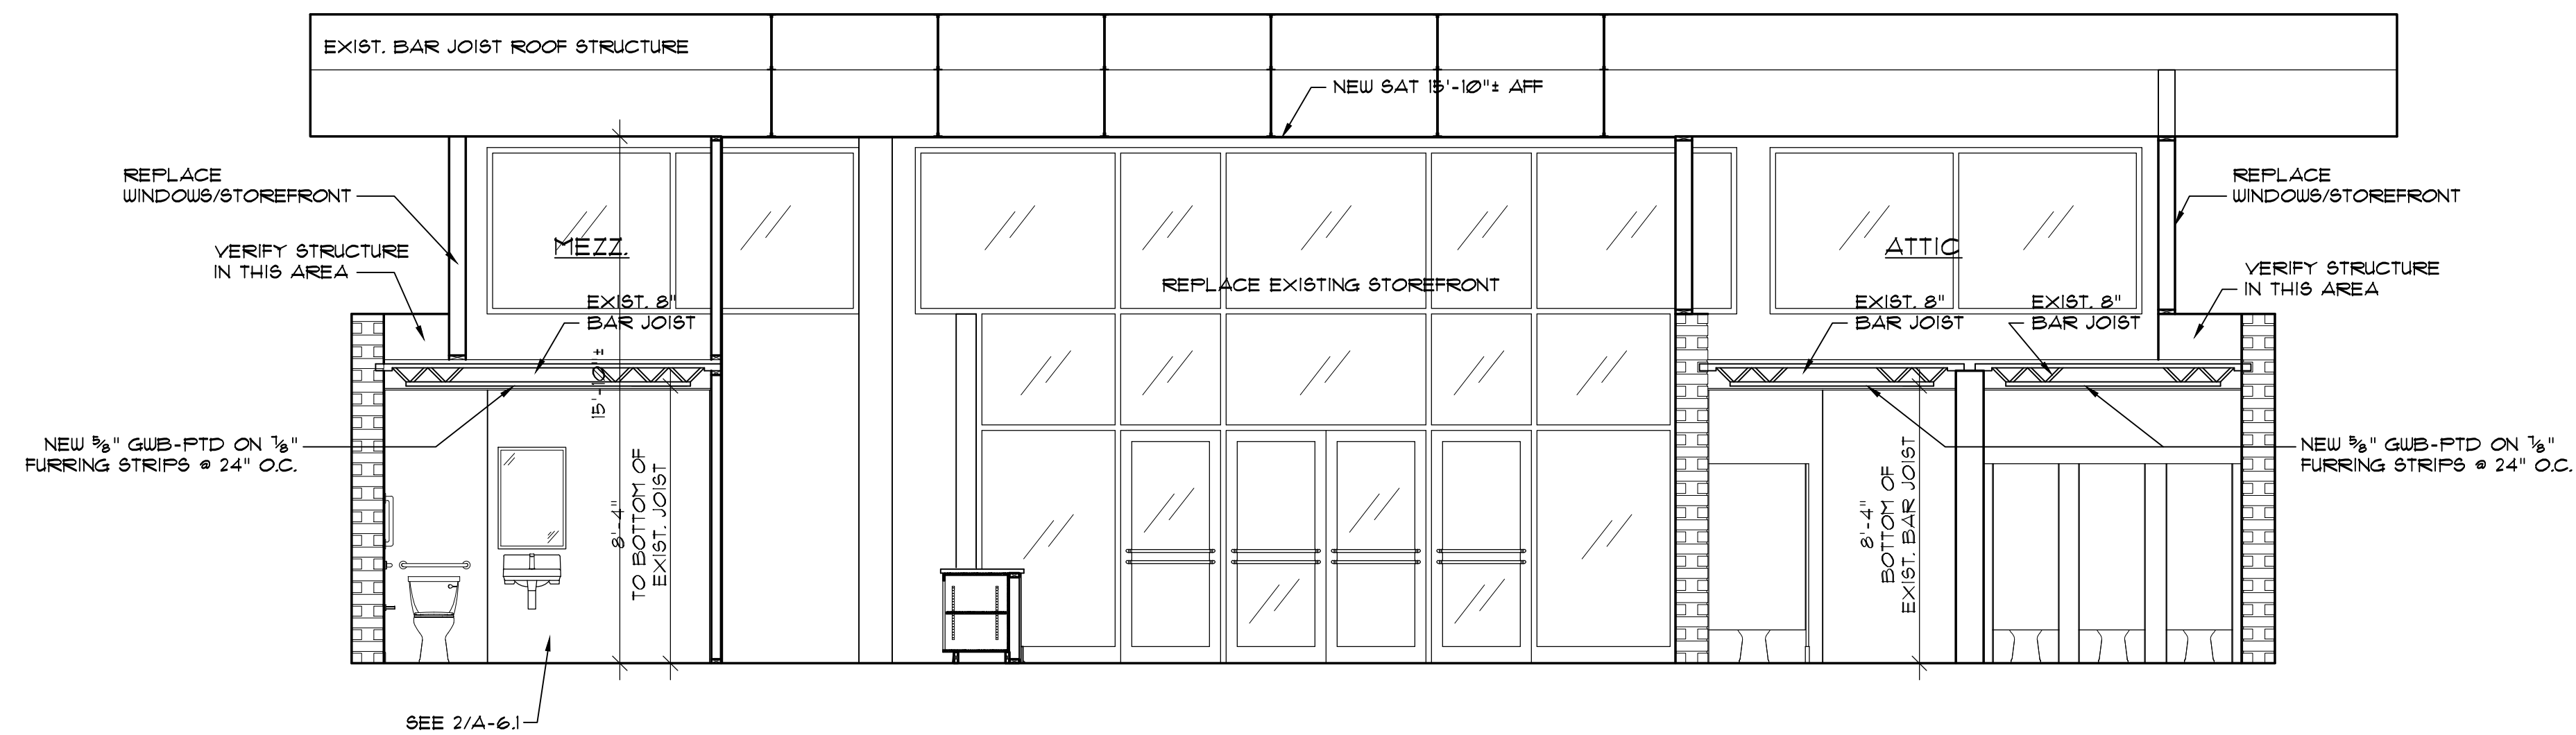 EXIST. BAR JOIST ROOF STRUCTURE
NEW SAT 15'-10"± AFF
REPLACE
WINDOWS/STOREFRONT
VERIFY STRUCTURE
IN THIS AREA
MEZZ.
EXIST. 8"
BAR JOIST
15'-10"±
REPLACE EXISTING STOREFRONT
ATTIC
EXIST. 8"
BAR JOIST
EXIST. 8"
BAR JOIST
REPLACE
WINDOWS/STOREFRONT
VERIFY STRUCTURE
IN THIS AREA
NEW 5/8" GWB-PTD ON 7/8"
FURRING STRIPS @ 24" O.C.
8'-4"
TO BOTTOM OF
EXIST. JOIST
8'-4"
BOTTOM OF
EXIST. BAR JOIST
NEW 5/8" GWB-PTD ON 7/8"
FURRING STRIPS @ 24" O.C.
SEE 2/A-6.1